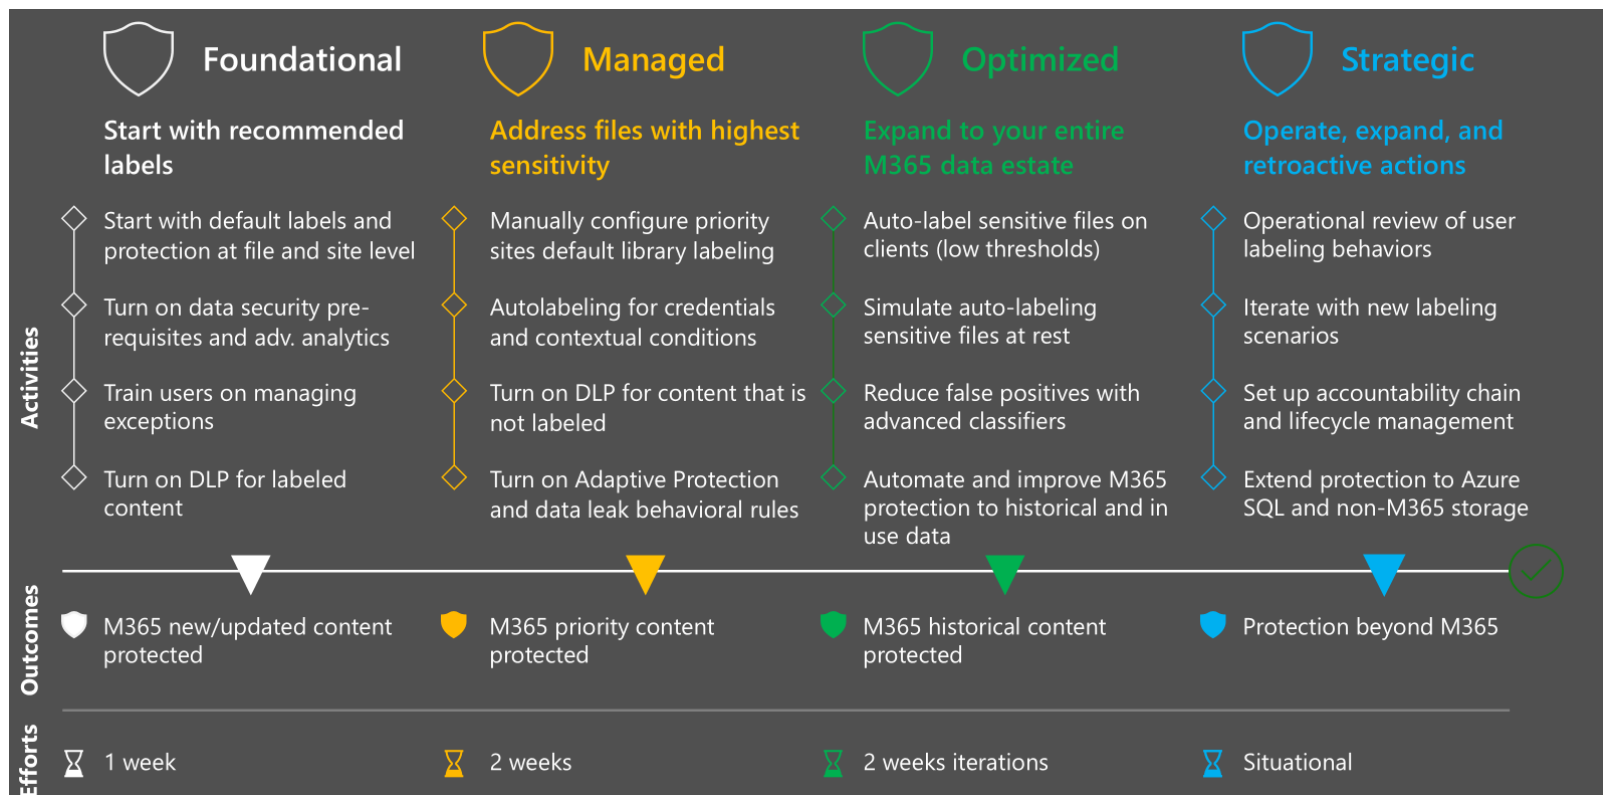 Foundational
Managed
Optimized
Strategic
Start with recommended
labels
Address files with highest
sensitivity
Expand to your entire
M365 data estate
Operate, expand, and
retroactive actions
Activities
Start with default labels and
protection at file and site level
Turn on data security pre-
requisites and adv. analytics
Train users on managing
exceptions
Turn on DLP for labeled
content
Manually configure priority
sites default library labeling
Autolabeling for credentials
and contextual conditions
Turn on DLP for content that is
not labeled
Turn on Adaptive Protection
and data leak behavioral rules
Auto-label sensitive files on
clients (low thresholds)
Simulate auto-labeling
sensitive files at rest
Reduce false positives with
advanced classifiers
Automate and improve M365
protection to historical and in
use data
Operational review of user
labeling behaviors
Iterate with new labeling
scenarios
Set up accountability chain
and lifecycle management
Extend protection to Azure
SQL and non-M365 storage
Outcomes
M365 new/updated content
protected
M365 priority content
protected
M365 historical content
protected
Protection beyond M365
Efforts
1 week
2 weeks
2 weeks iterations
Situational